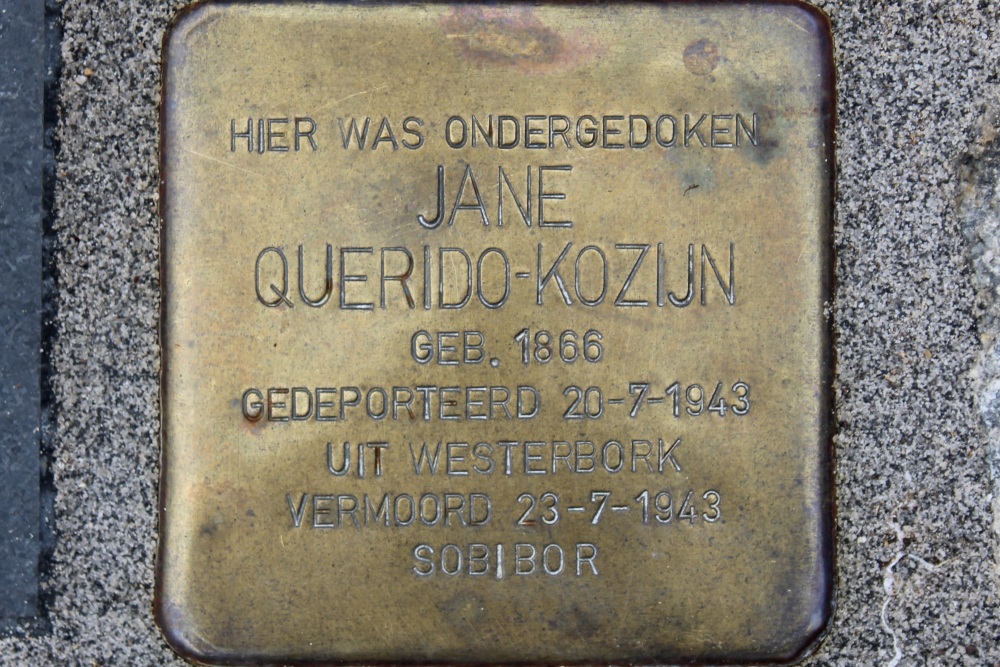 HIER WAS ONDERGEDOKEN
JANE
QUERIDO-KOZIJN
GEB. 1866
GEDEPORTEERD 20-7-1943
UIT WESTERBORK
VERMOORD 23-7-1943
SOBIBOR